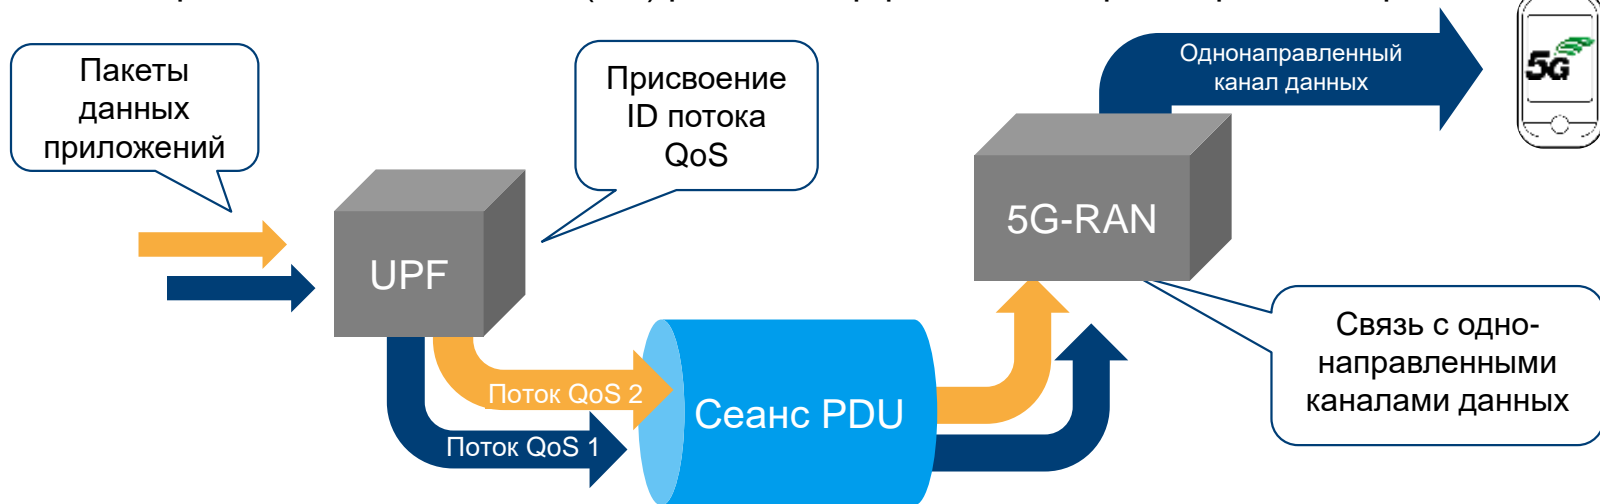 Пакеты
данных
приложений
Присвоение
ID потока
QoS
Однонаправленный
канал данных
5G
UPF
5G-RAN
Поток QoS 2
Поток QoS 1
Сеанс PDU
Связь с одно-
направленными
каналами данных